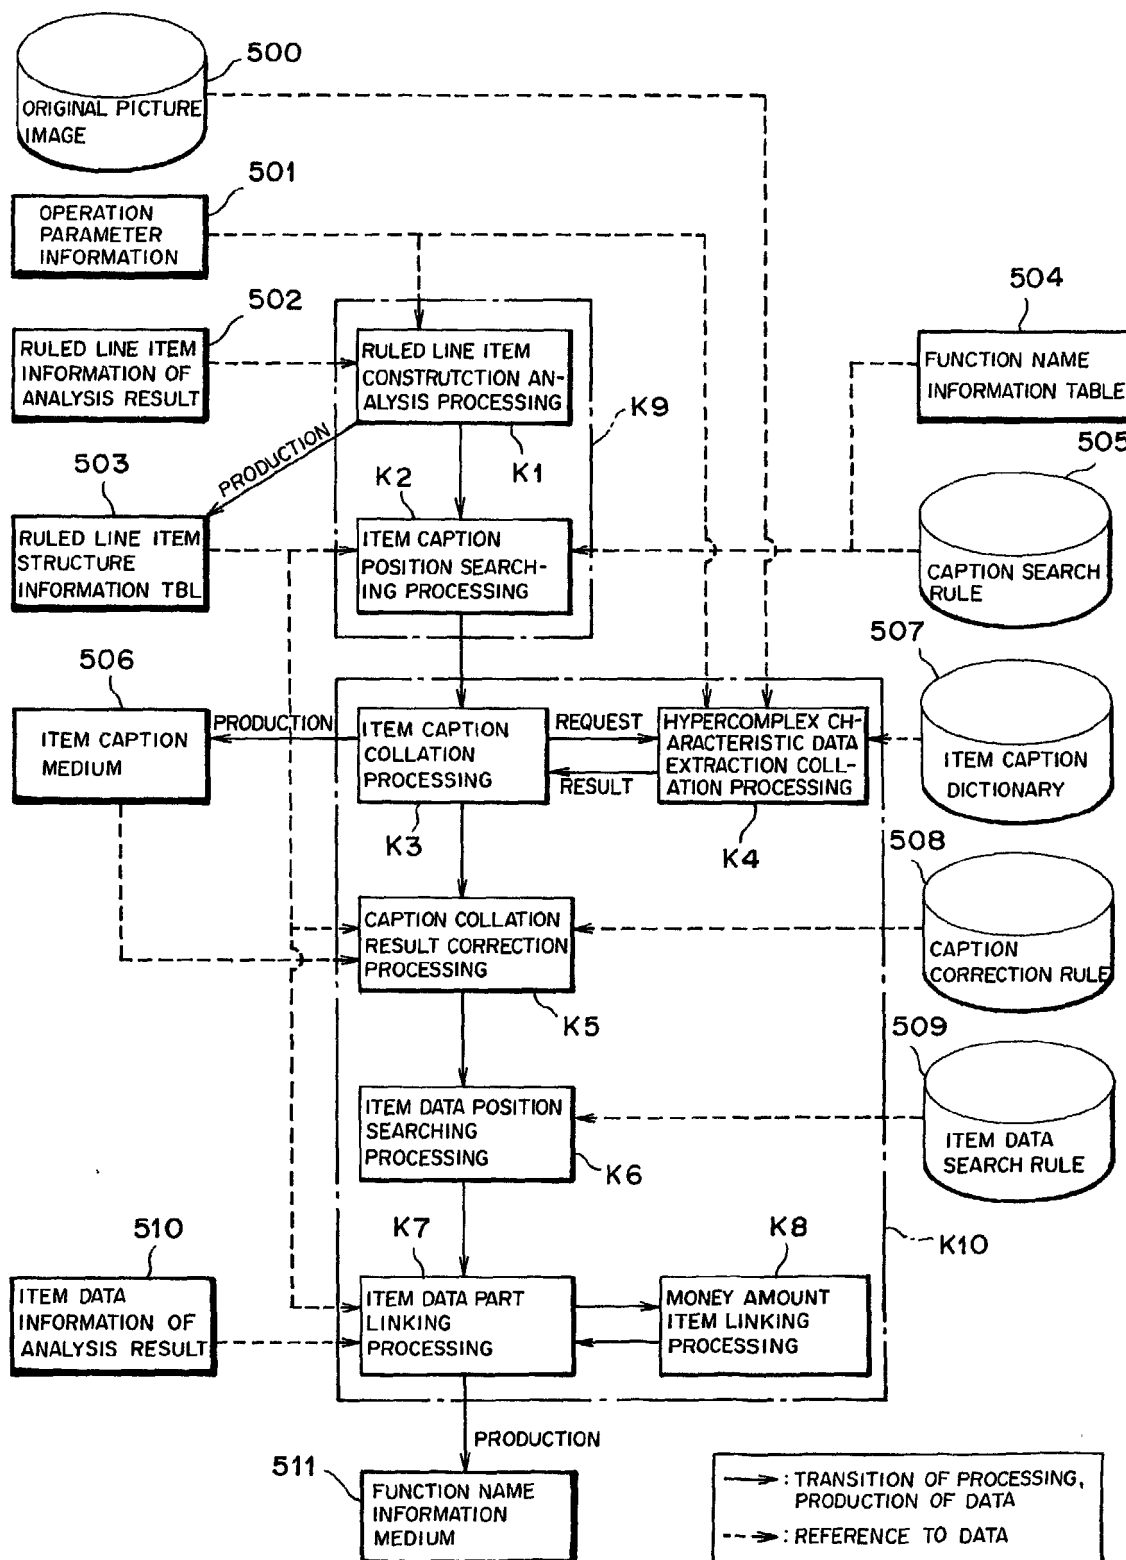 500
ORIGINAL PICTURE
IMAGE
501
OPERATION
PARAMETER
INFORMATION
502
RULED LINE ITEM
INFORMATION OF
ANALYSIS RESULT
RULED LINE ITEM
CONSTRUTCTION AN-
ALYSIS PROCESSING
504
FUNCTION NAME
INFORMATION TABLE
K9
PRODUCTION
K1
503
RULED LINE ITEM
STRUCTURE
INFORMATION TBL
K2
ITEM CAPTION
POSITION SEARCH-
ING PROCESSING
505
CAPTION SEARCH
RULE
506
ITEM CAPTION
MEDIUM
PRODUCTION
ITEM CAPTION
COLLATION
PROCESSING
K3
REQUEST
RESULT
HYPERCOMPLEX CH-
ARACTERISTIC DATA
EXTRACTION COLL-
ATION PROCESSING
K4
507
ITEM CAPTION
DICTIONARY
CAPTION COLLATION
RESULT CORRECTION
PROCESSING
K5
508
CAPTION
CORRECTION RULE
ITEM DATA POSITION
SEARCHING
PROCESSING
K6
509
ITEM DATA
SEARCH RULE
K10
510
ITEM DATA
INFORMATION OF
ANALYSIS RESULT
K7
ITEM DATA PART
LINKING
PROCESSING
K8
MONEY AMOUNT
ITEM LINKING
PROCESSING
PRODUCTION
511
FUNCTION NAME
INFORMATION
MEDIUM
: TRANSITION OF PROCESSING,
PRODUCTION OF DATA
: REFERENCE TO DATA